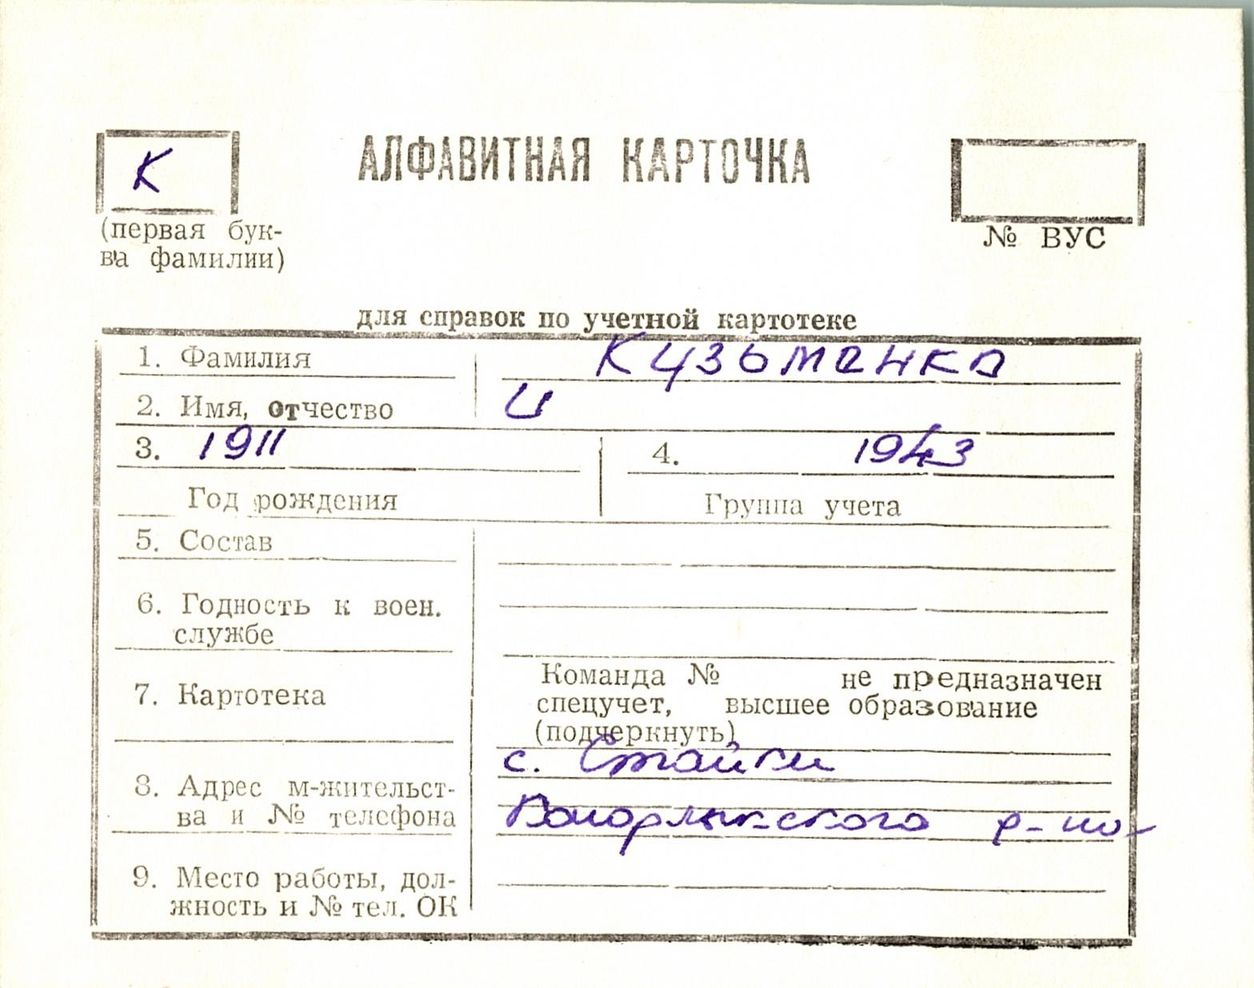 К
АЛФАВИТНАЯ КАРТОЧКА
(первая бук-
ва фамилии)
№ ВУС
для справок по учетной картотеке
1. Фамилия
Кузьменко
2. Имя, отчество
И
3. 1911
4. 1943
Год рождения
Группа учета
5. Состав
6. Годность к воен.
службе
7. Картотека
Команда № не предназначен
спецучет, высшее образование
(подчеркнуть)
с. Стайки
8. Адрес м-жительст-
ва и № телефона
Кагарлыкского р-на
9. Место работы, дол-
жность и № тел. ОК